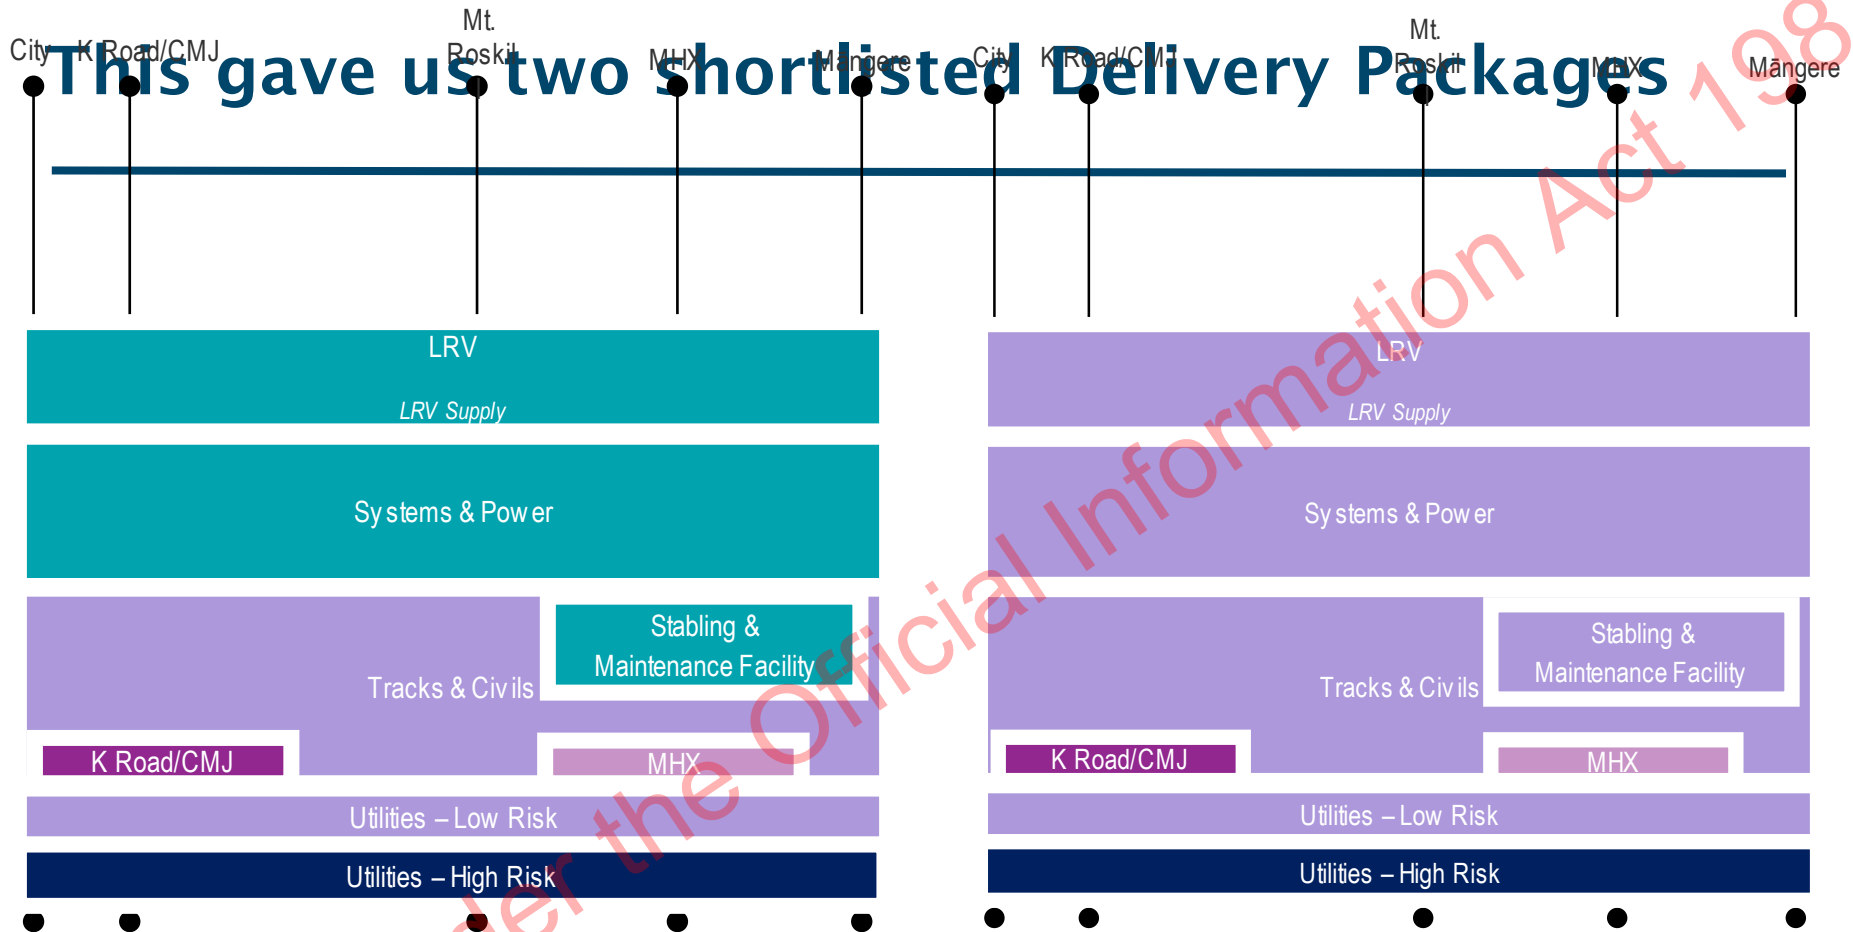 This gave us two shortlisted Delivery Packages
City
K Road/CMJ
Mt.
Roskil
MHX
Māngere
City
K Road/CMJ
Mt.
Roskil
MHX
Māngere
LRV
LRV Supply
Systems & Power
Stabling &
Maintenance Facility
Tracks & Civils
K Road/CMJ
MHX
Utilities – Low Risk
Utilities – High Risk
LRV
LRV Supply
Systems & Power
Stabling &
Maintenance Facility
Tracks & Civils
K Road/CMJ
MHX
Utilities – Low Risk
Utilities – High Risk
the Official Information Act 198